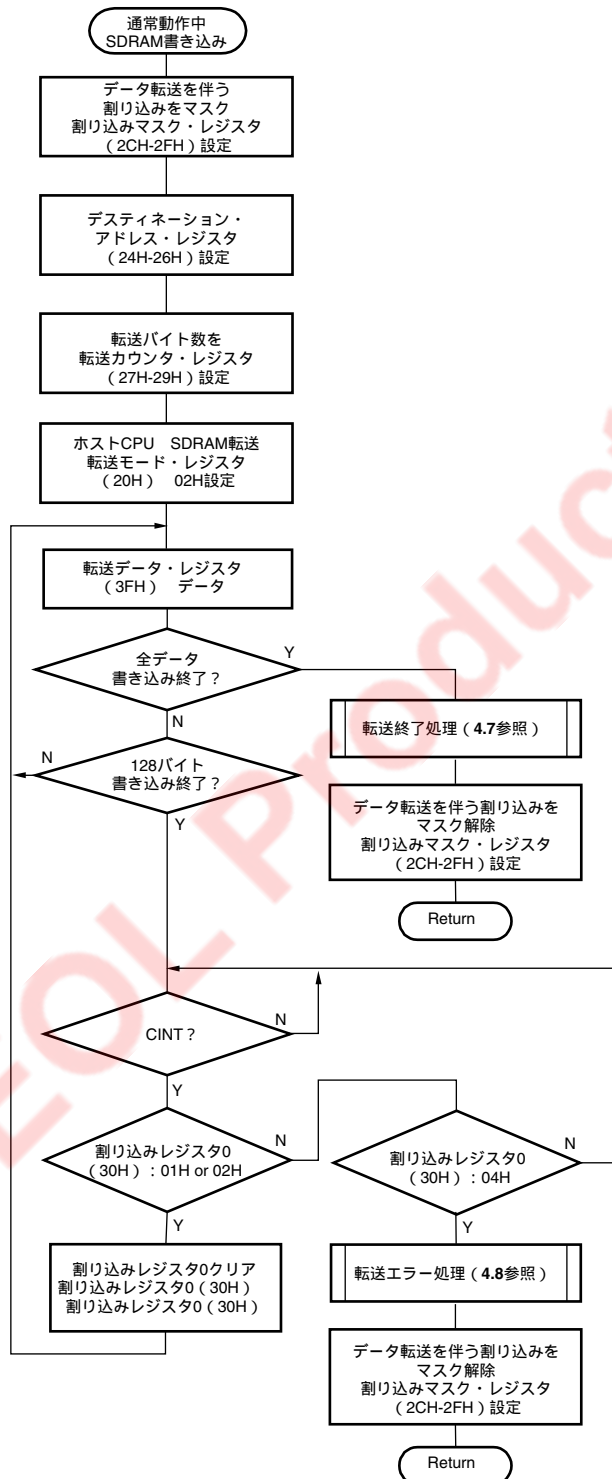 通常動作中
SDRAM書き込み
データ転送を伴う
割り込みをマスク
割り込みマスク・レジスタ
（2CH-2FH）設定
デスティネーション・
アドレス・レジスタ
（24H-26H）設定
転送バイト数を
転送カウンタ・レジスタ
（27H-29H）設定
ホストCPU　SDRAM転送
転送モード・レジスタ
（20H）　02H設定
転送データ・レジスタ
（3FH）　データ
全データ
書き込み終了？
Y
N
転送終了処理（4.7参照）
128バイト
書き込み終了？
N
Y
データ転送を伴う割り込みを
マスク解除
割り込みマスク・レジスタ
（2CH-2FH）設定
Return
CINT？
N
Y
割り込みレジスタ0
（30H）：01H or 02H
N
Y
割り込みレジスタ0
（30H）：04H
N
Y
割り込みレジスタ0クリア
割り込みレジスタ0（30H）
割り込みレジスタ0（30H）
転送エラー処理（4.8参照）
データ転送を伴う割り込みを
マスク解除
割り込みマスク・レジスタ
（2CH-2FH）設定
Return
EOL Product